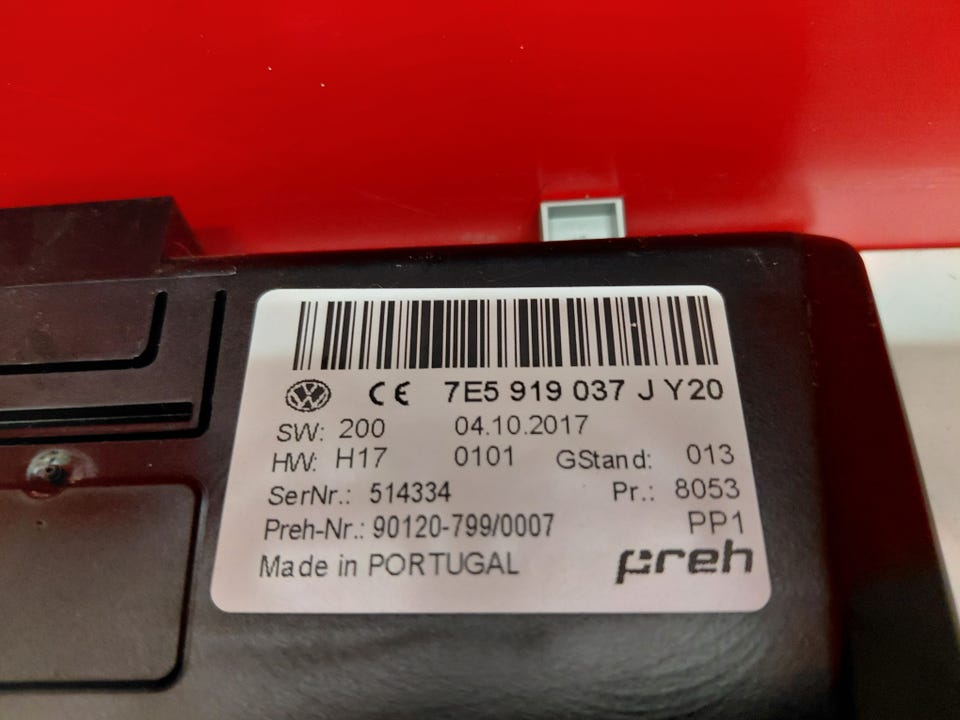 CE 7E5 919 037 J Y20
SW: 200 04.10.2017
HW: H17 0101 GStand: 013
SerNr.: 514334 Pr.: 8053
Preh-Nr.: 90120-799/0007 PP1
Made in PORTUGAL preh